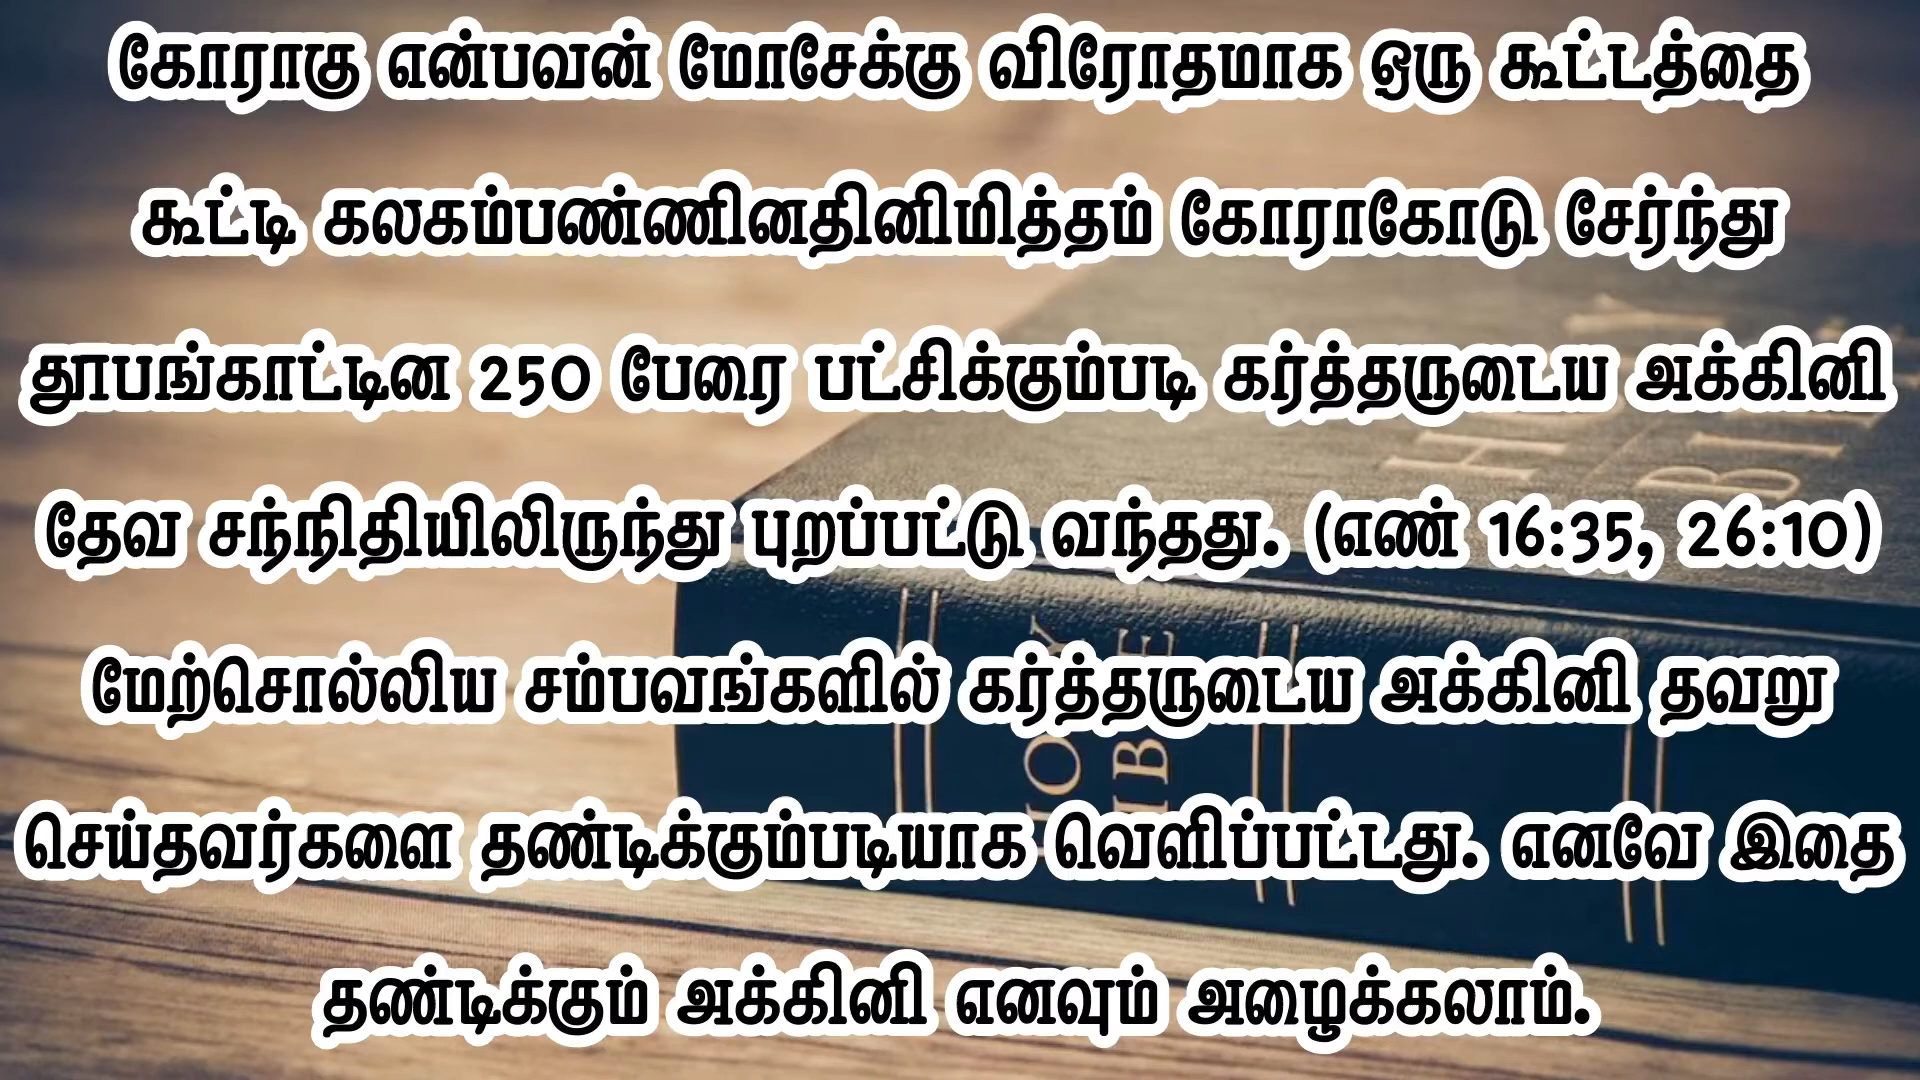 கோராகு என்பவன் மோசேக்கு விரோதமாக ஒரு கூட்டத்தை
கூட்டி கலகம்பண்ணினதினிமித்தம் கோராகோடு சேர்ந்து
தூபங்காட்டின 250 பேரை பட்சிக்கும்படி கர்த்தருடைய அக்கினி
தேவ சந்நிதியிலிருந்து புறப்பட்டு வந்தது. (எண் 16:35, 26:10)
மேற்சொல்லிய சம்பவங்களில் கர்த்தருடைய அக்கினி தவறு
செய்தவர்களை தண்டிக்கும்படியாக வெளிப்பட்டது. எனவே இதை
தண்டிக்கும் அக்கினி எனவும் அழைக்கலாம்.